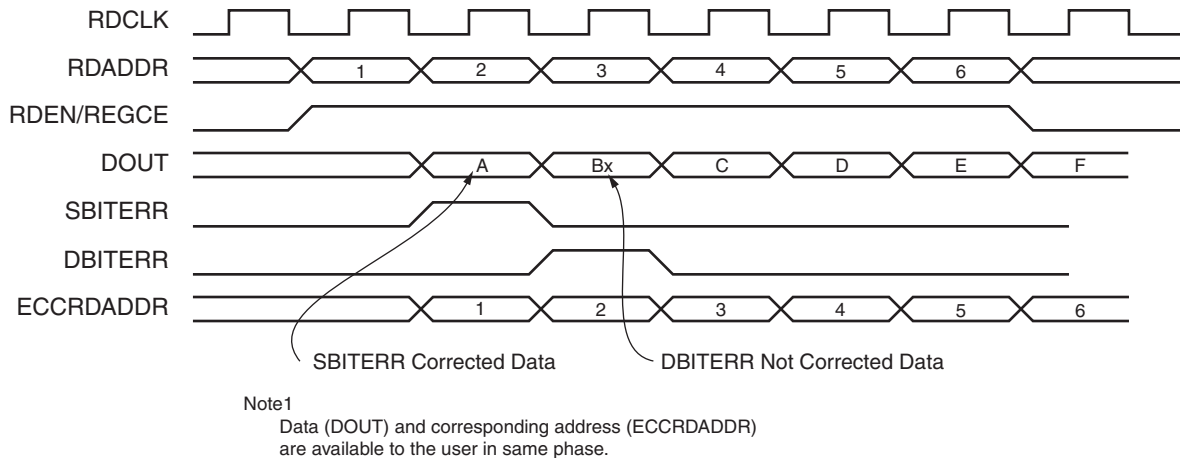 RDCLK
RDADDR 1 2 3 4 5 6
RDEN/REGCE
DOUT A Bx C D E F
SBITERR
DBITERR
ECCRDADDR 1 2 3 4 5 6
SBITERR Corrected Data DBITERR Not Corrected Data
Note1
Data (DOUT) and corresponding address (ECCRDADDR)
are available to the user in same phase.